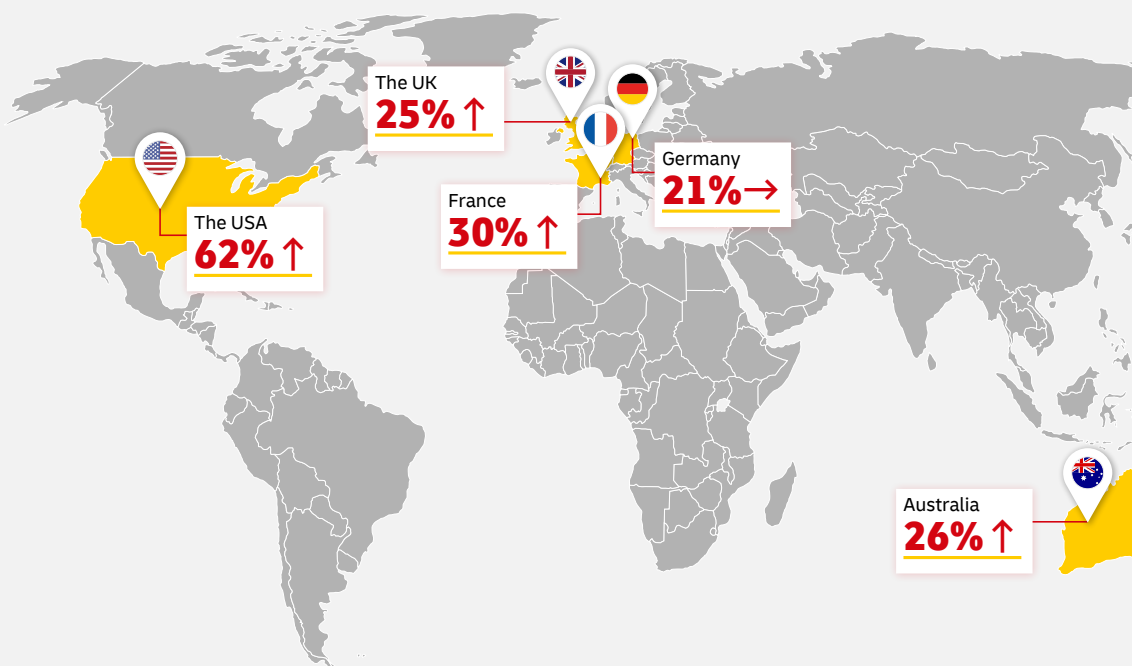 The UK
25% ↑
Germany
21%→
France
30% ↑
The USA
62% ↑
Australia
26% ↑